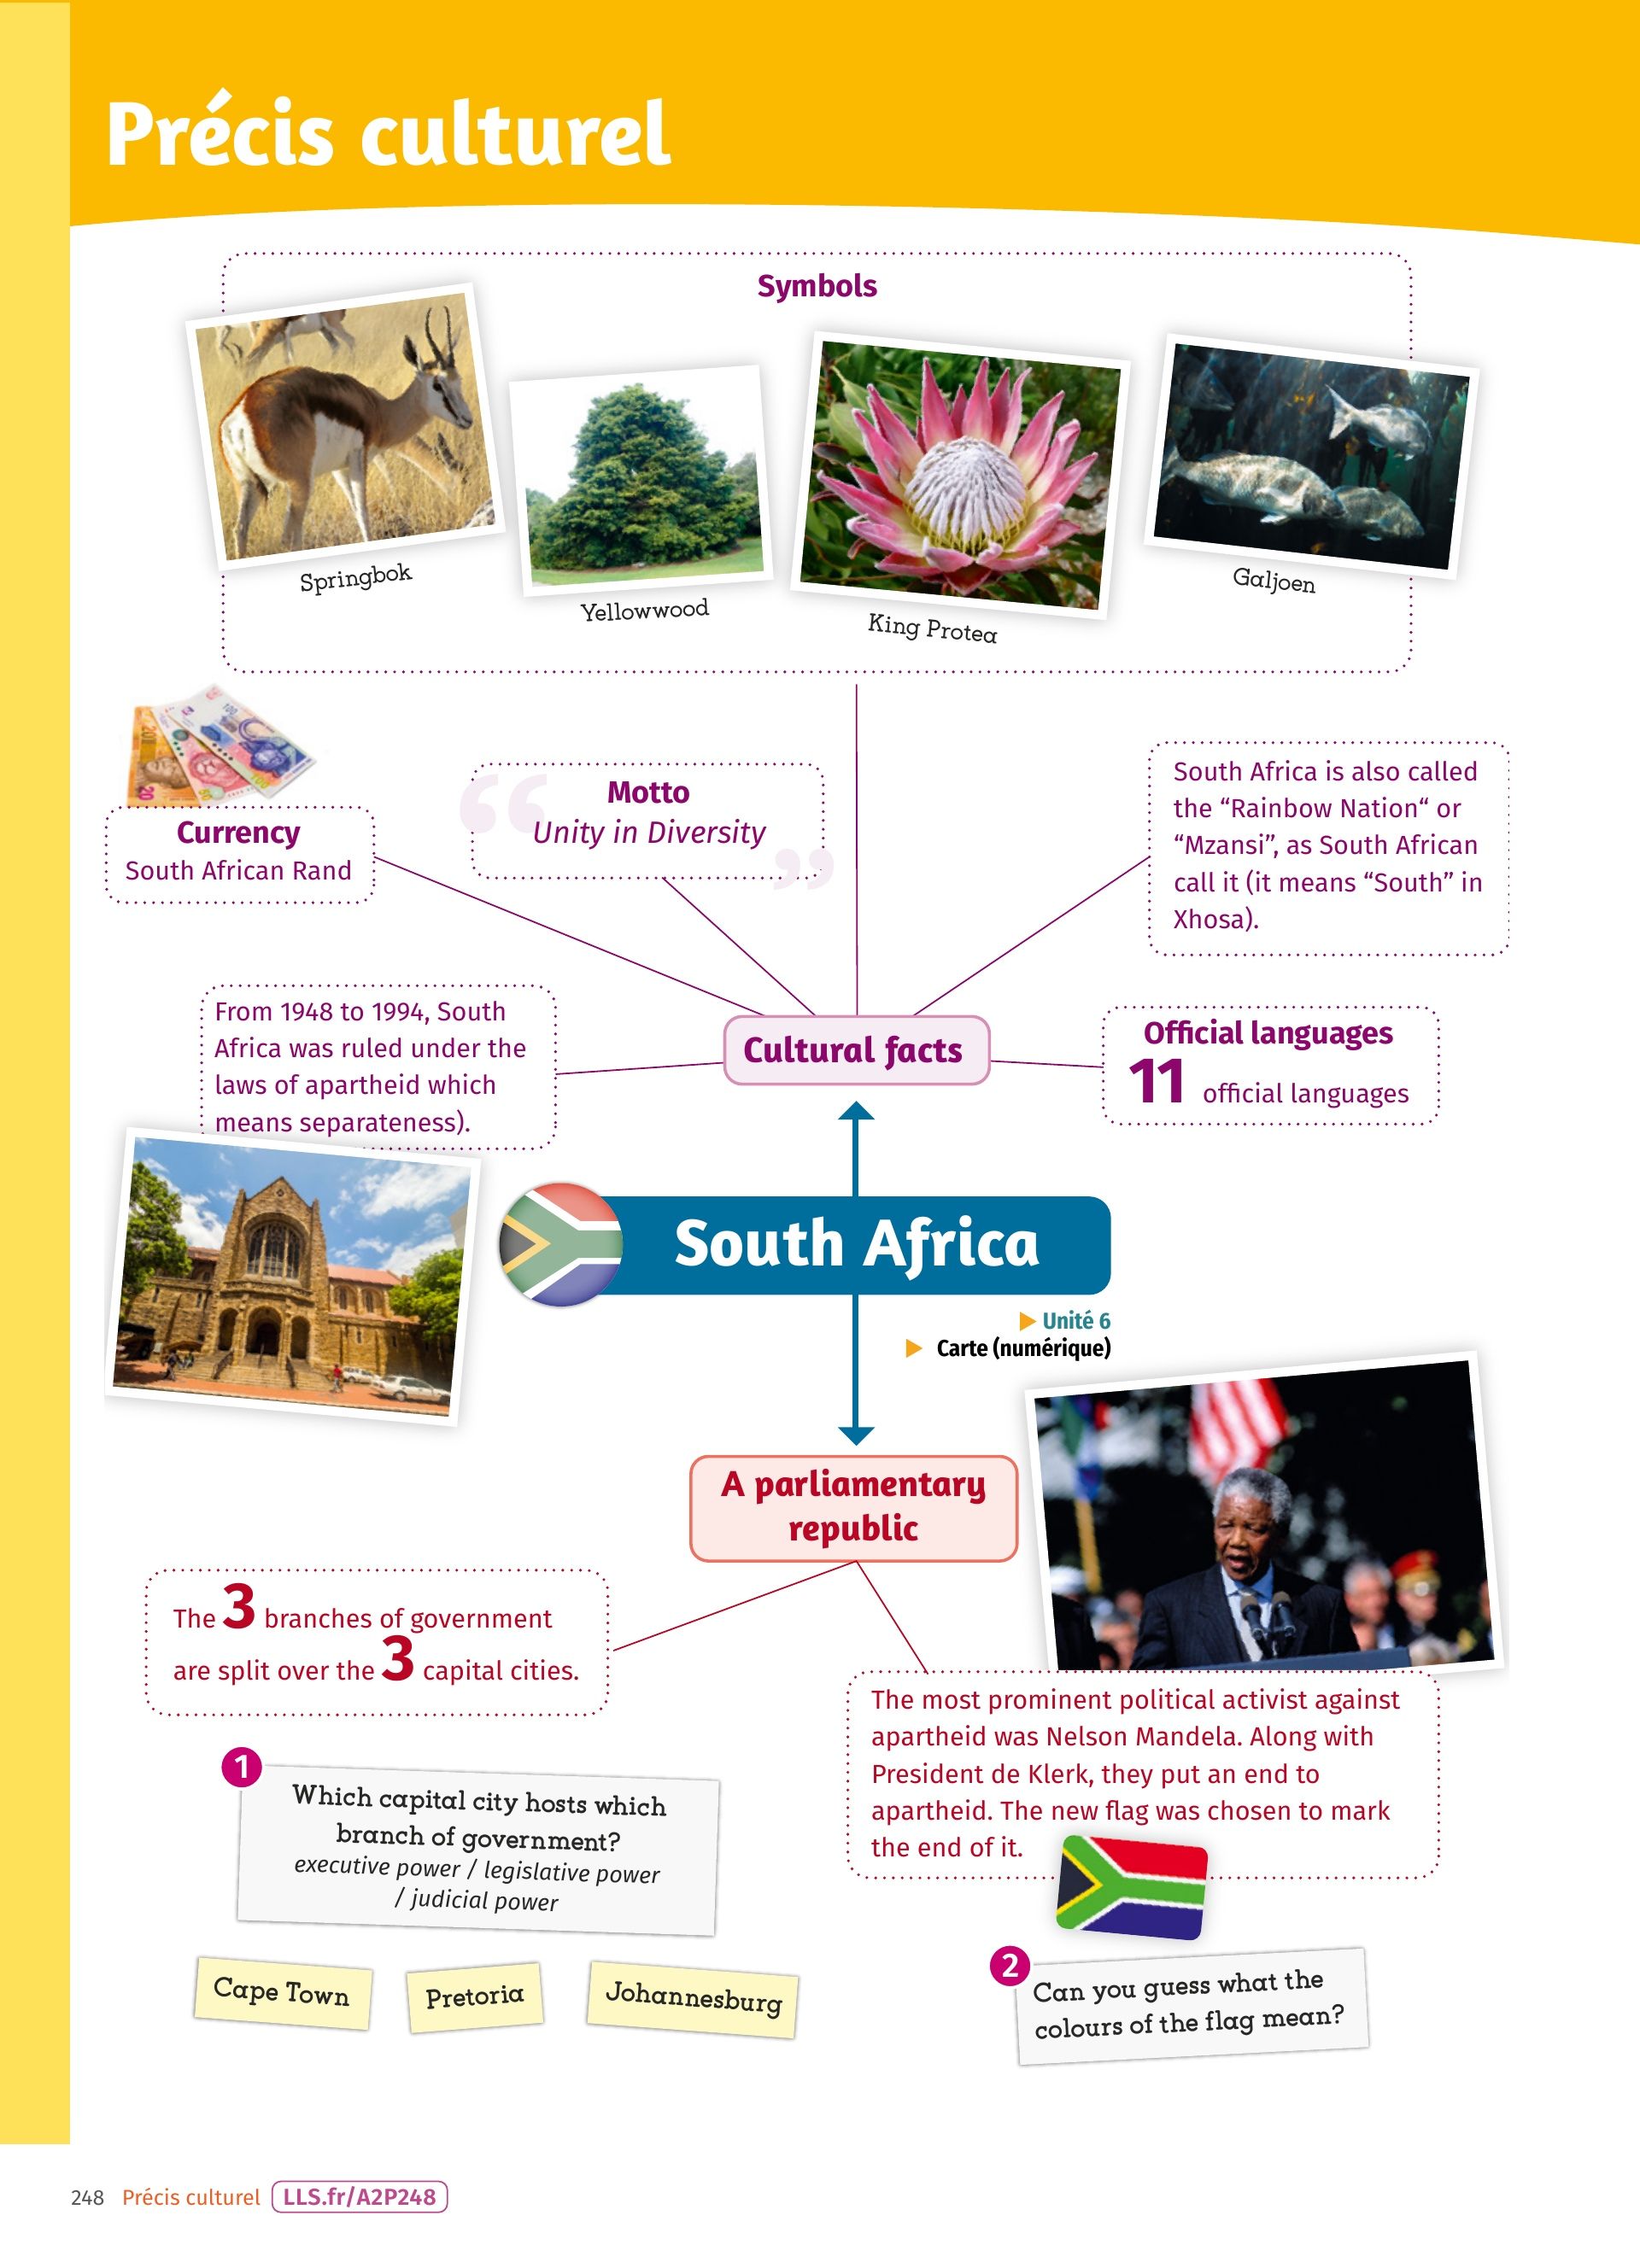 Précis culturel
Symbols
Springbok
Yellowwood
King Protea
Galjoen
Currency
South African Rand
Motto
Unity in Diversity
South Africa is also called
the “Rainbow Nation“ or
“Mzansi”, as South African
call it (it means “South” in
Xhosa).
From 1948 to 1994, South
Africa was ruled under the
laws of apartheid which
means separateness).
Cultural facts
Official languages
11 official languages
South Africa
Unité 6
Carte (numérique)
A parliamentary
republic
The 3 branches of government
are split over the 3 capital cities.
The most prominent political activist against
apartheid was Nelson Mandela. Along with
President de Klerk, they put an end to
apartheid. The new flag was chosen to mark
the end of it.
1
Which capital city hosts which
branch of government?
executive power / legislative power
/ judicial power
Cape Town
Pretoria
Johannesburg
2
Can you guess what the
colours of the flag mean?
248 Précis culturel LLS.fr/A2P248